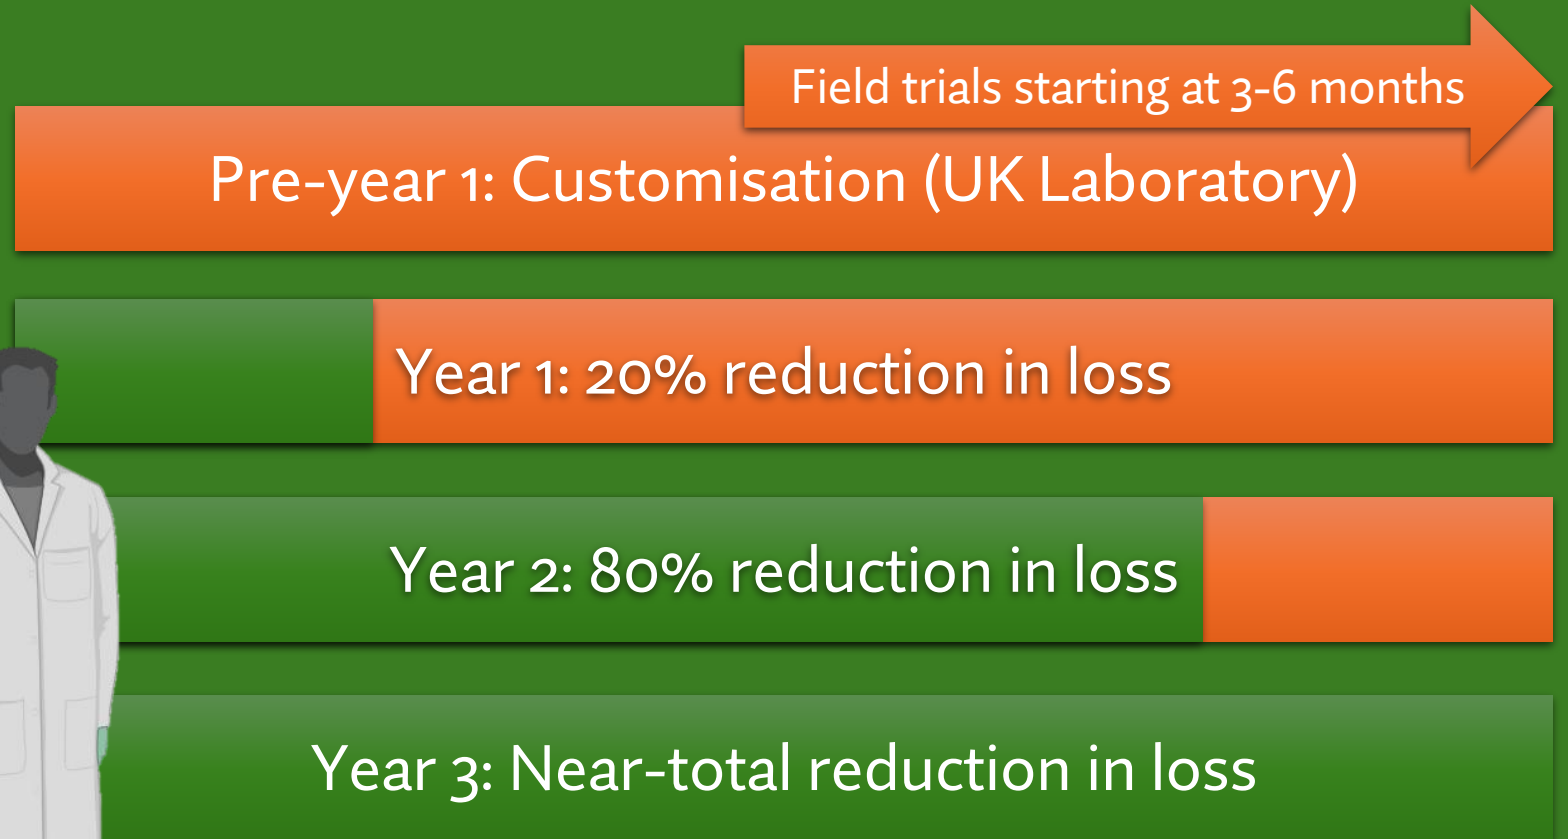 Field trials starting at 3-6 months
Pre-year 1: Customisation (UK Laboratory)
Year 1: 20% reduction in loss
Year 2: 80% reduction in loss
Year 3: Near-total reduction in loss